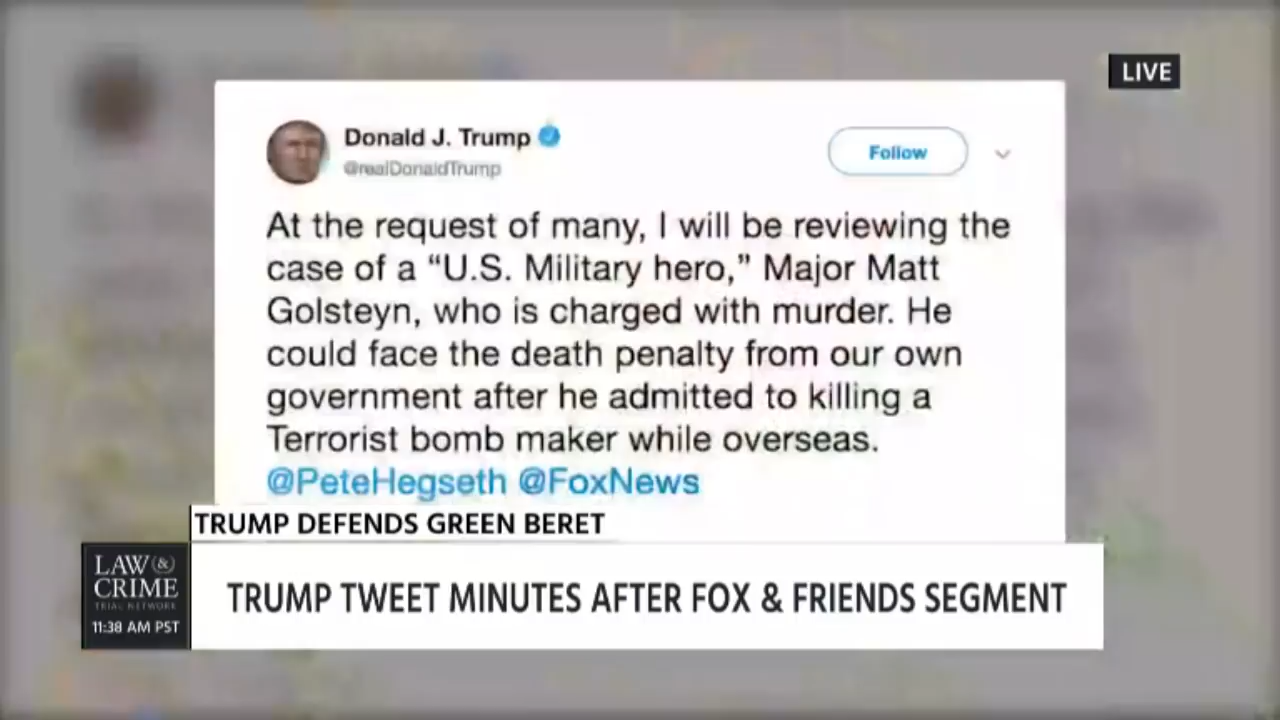 LIVE
Donald J. Trump
@realDonaldTrump
Follow
At the request of many, I will be reviewing the
case of a “U.S. Military hero,” Major Matt
Golsteyn, who is charged with murder. He
could face the death penalty from our own
government after he admitted to killing a
Terrorist bomb maker while overseas.
@PeteHegseth @FoxNews
TRUMP DEFENDS GREEN BERET
LAW &
CRIME
TRIAL NETWORK
11:38 AM PST
TRUMP TWEET MINUTES AFTER FOX & FRIENDS SEGMENT